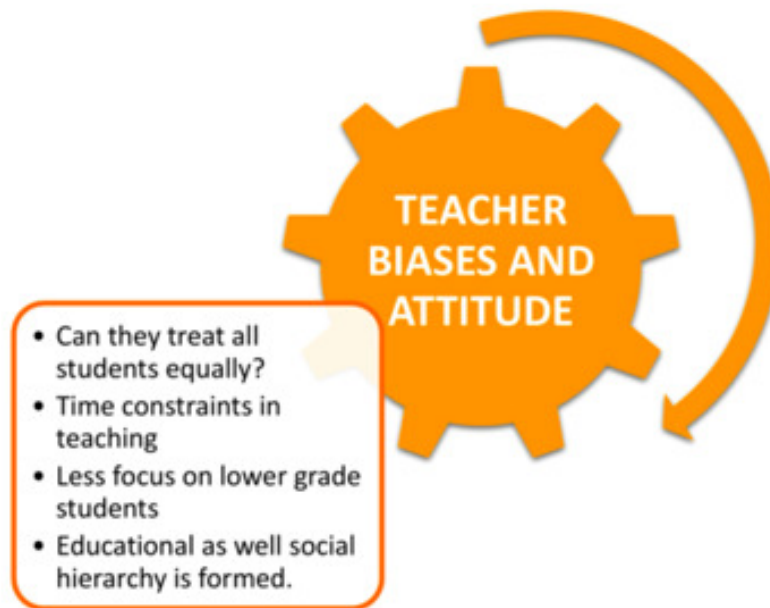 TEACHER
BIASES AND
ATTITUDE
• Can they treat all
students equally?
• Time constraints in
teaching
• Less focus on lower grade
students
• Educational as well social
hierarchy is formed.